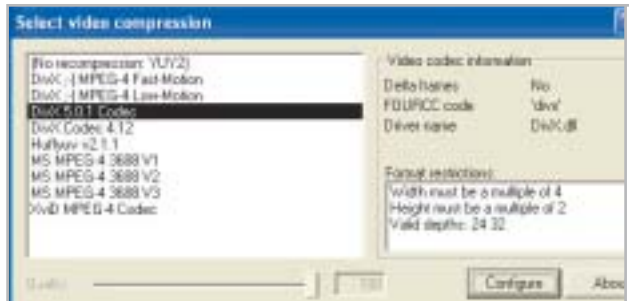 Select video compression
(No recompression: YUY2)
DivX ;-) MPEG-4 Fast-Motion
DivX ;-) MPEG-4 Low-Motion
DivX 5.0.1 Codec
DivX Codec 4.12
Huffyuv v2.1.1
MS MPEG-4 3688 V1
MS MPEG-4 3688 V2
MS MPEG-4 3688 V3
XviD MPEG-4 Codec
Video codec information
Delta frames No
FOURCC code 'divx'
Driver name DivX.dll
Format restrictions
Width must be a multiple of 4
Height must be a multiple of 2
Valid depths: 24 32
Quality 100
Configure